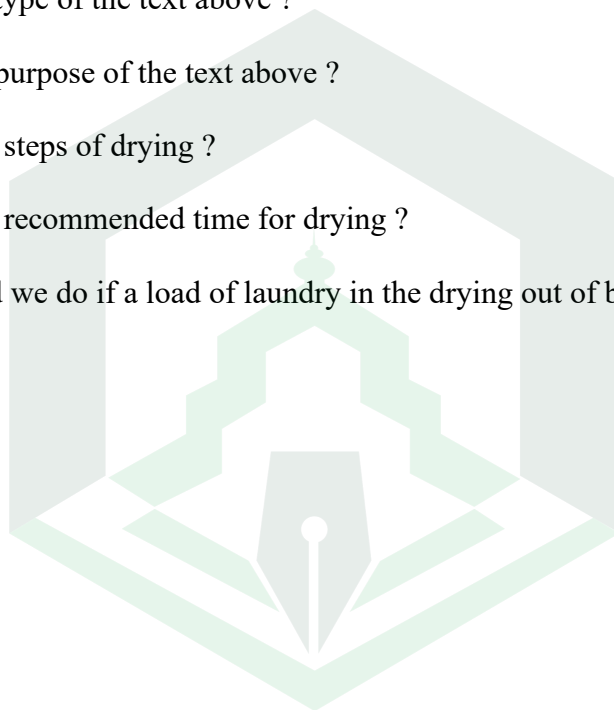 type of the text above ?
purpose of the text above ?
steps of drying ?
recommended time for drying ?
we do if a load of laundry in the drying out of